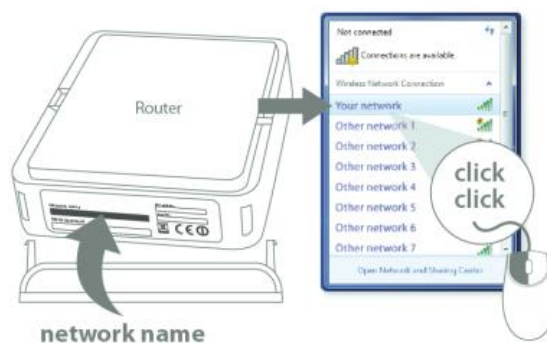 Router
network name
Not connected
Connections are available
Wireless Network Connection
Your network
Other network 1
Other network 2
Other network 3
Other network 4
Other network 5
Other network 6
Other network 7
Open Network and Sharing Center
click
click